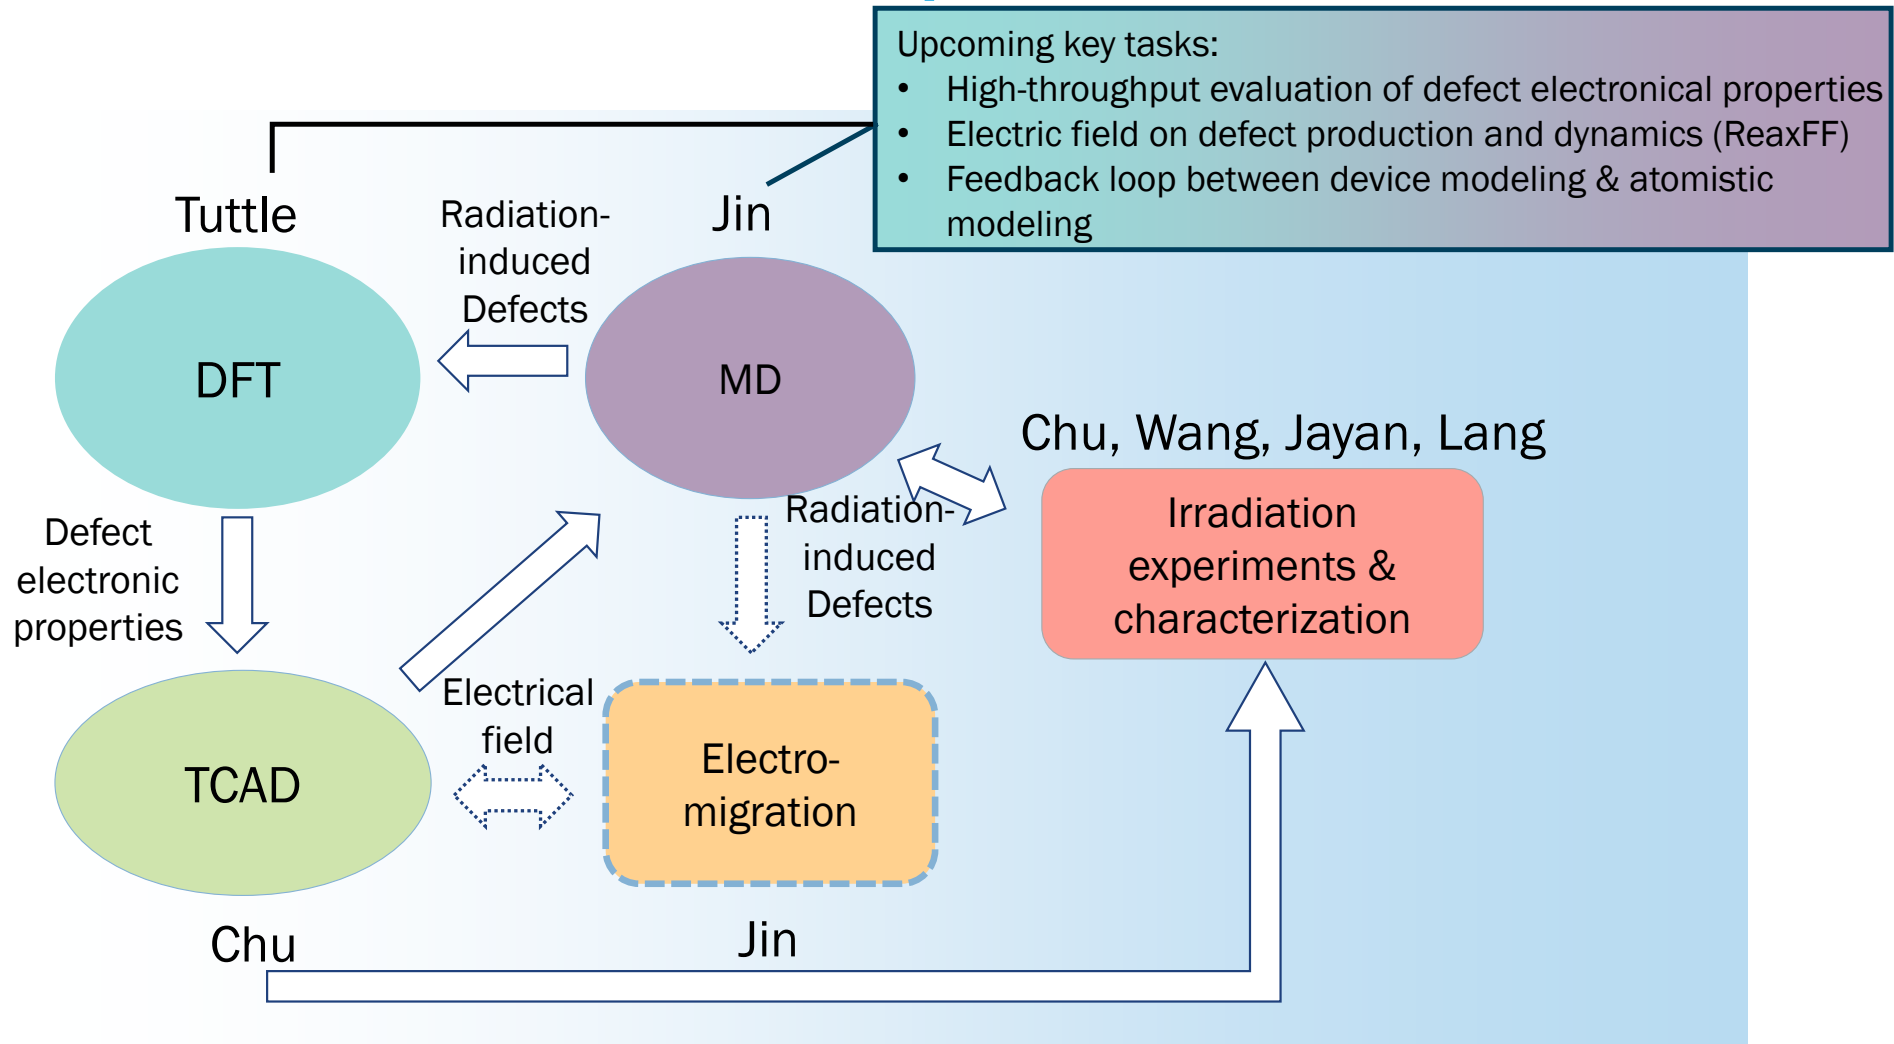 Upcoming key tasks:
• High-throughput evaluation of defect electronical properties
• Electric field on defect production and dynamics (ReaxFF)
• Feedback loop between device modeling & atomistic
modeling
Tuttle
Radiation-
induced
Defects
Jin
DFT
MD
Chu, Wang, Jayan, Lang
Irradiation
experiments &
characterization
Defect
electronic
properties
Radiation-
induced
Defects
Electrical
field
TCAD
Electro-
migration
Chu
Jin